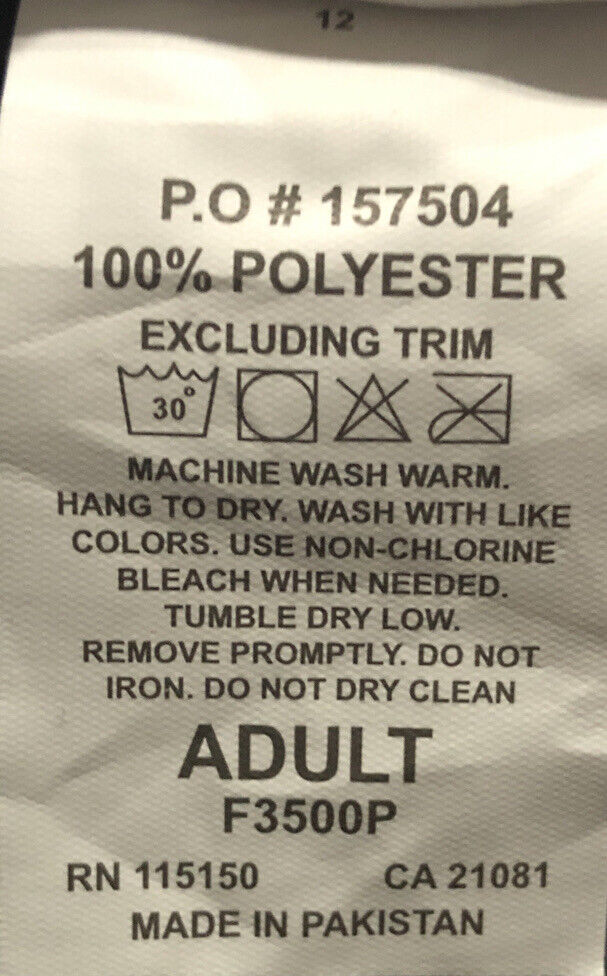 12
P.O # 157504
100% POLYESTER
EXCLUDING TRIM
30°
MACHINE WASH WARM.
HANG TO DRY. WASH WITH LIKE
COLORS. USE NON-CHLORINE
BLEACH WHEN NEEDED.
TUMBLE DRY LOW.
REMOVE PROMPTLY. DO NOT
IRON. DO NOT DRY CLEAN
ADULT
F3500P
RN 115150 CA 21081
MADE IN PAKISTAN